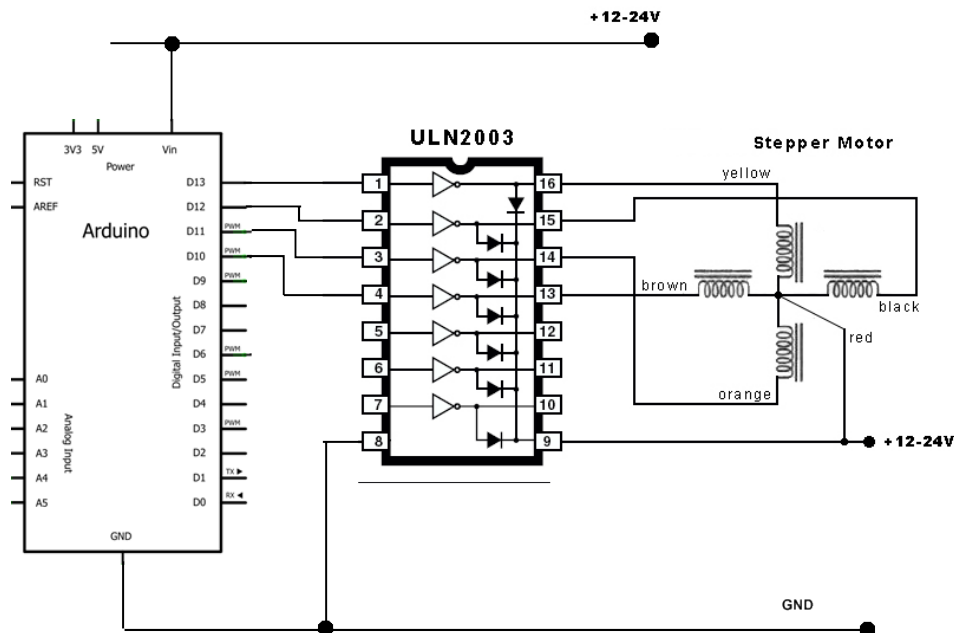 +12-24V
3V3 5V Vin
Power
RST
AREF
Arduino
D13
D12
D11 PWM
D10 PWM
D9 PWM
D8
D7
D6 PWM
D5 PWM
D4
D3 PWM
D2
D1 TX ▶
D0 RX ◀
Digital Input/Output
A0
A1
A2
A3
A4
A5
Analog Input
GND
ULN2003
1 16
2 15
3 14
4 13
5 12
6 11
7 10
8 9
Stepper Motor
yellow
brown
black
red
orange
+12-24V
GND